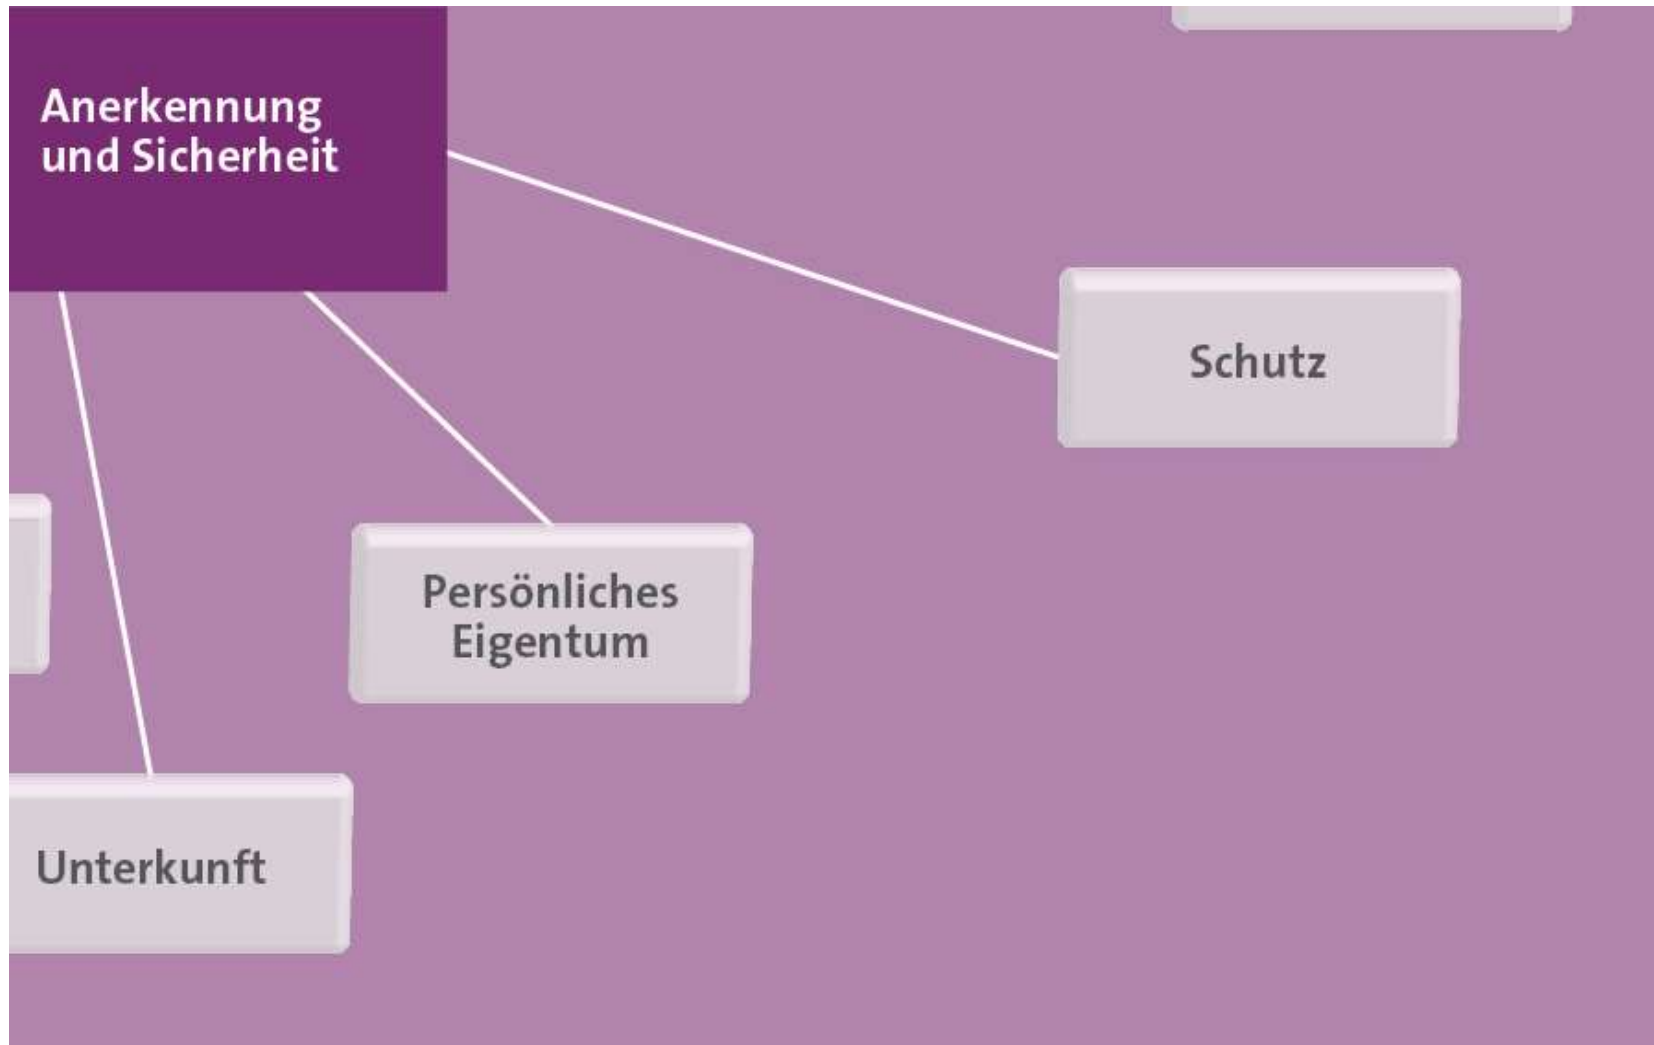 Anerkennung
und Sicherheit
Schutz
Persönliches
Eigentum
Unterkunft